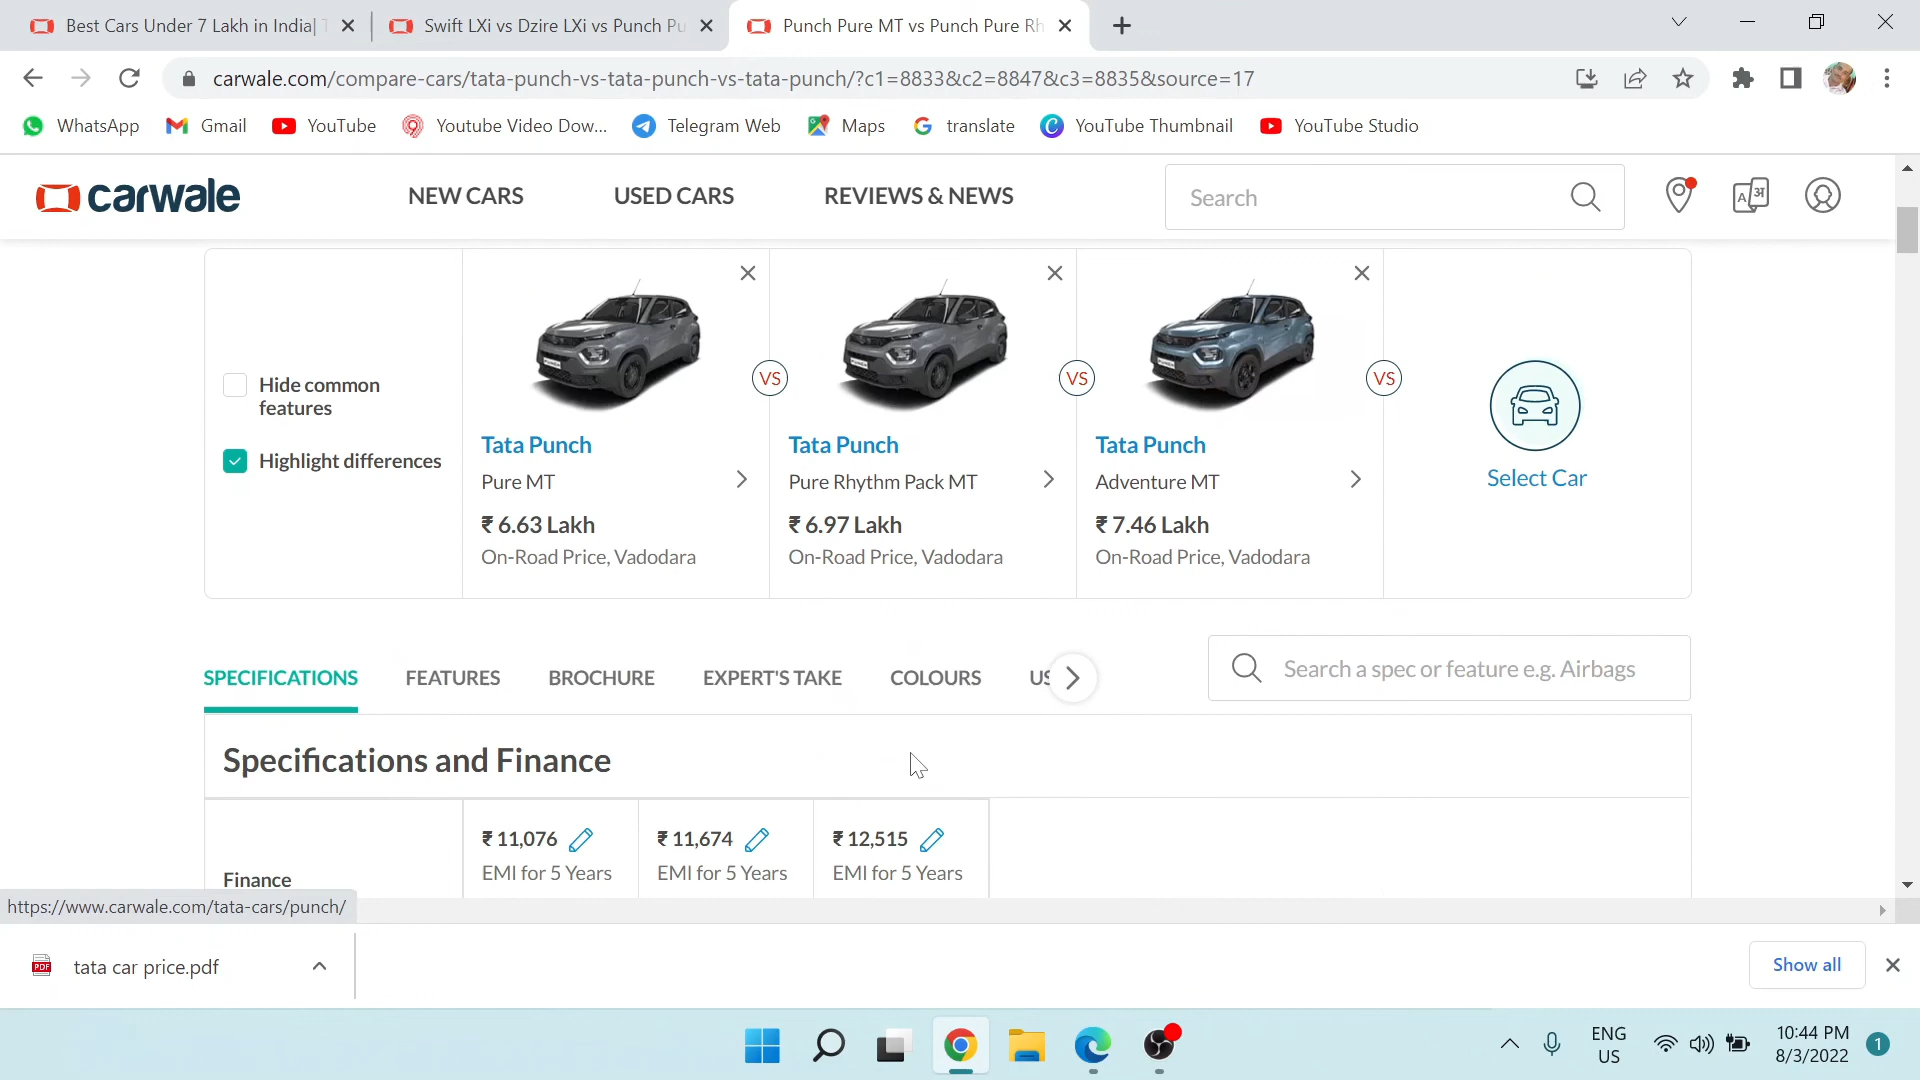 Best Cars Under 7 Lakh in India| T
Swift LXi vs Dzire LXi vs Punch Pu
Punch Pure MT vs Punch Pure Rh
carwale.com/compare-cars/tata-punch-vs-tata-punch-vs-tata-punch/?c1=8833&c2=8847&c3=8835&source=17
WhatsApp Gmail YouTube Youtube Video Dow... Telegram Web Maps translate YouTube Thumbnail YouTube Studio
carwale
NEW CARS
USED CARS
REVIEWS & NEWS
Search
A अ
Hide common
features
Highlight differences
Tata Punch
Pure MT
₹ 6.63 Lakh
On-Road Price, Vadodara
VS
Tata Punch
Pure Rhythm Pack MT
₹ 6.97 Lakh
On-Road Price, Vadodara
VS
Tata Punch
Adventure MT
₹ 7.46 Lakh
On-Road Price, Vadodara
VS
Select Car
SPECIFICATIONS FEATURES BROCHURE EXPERT'S TAKE COLOURS US
Search a spec or feature e.g. Airbags
Specifications and Finance
Finance
₹ 11,076
EMI for 5 Years
₹ 11,674
EMI for 5 Years
₹ 12,515
EMI for 5 Years
https://www.carwale.com/tata-cars/punch/
PDF
tata car price.pdf
Show all
ENG
US
10:44 PM
8/3/2022
1